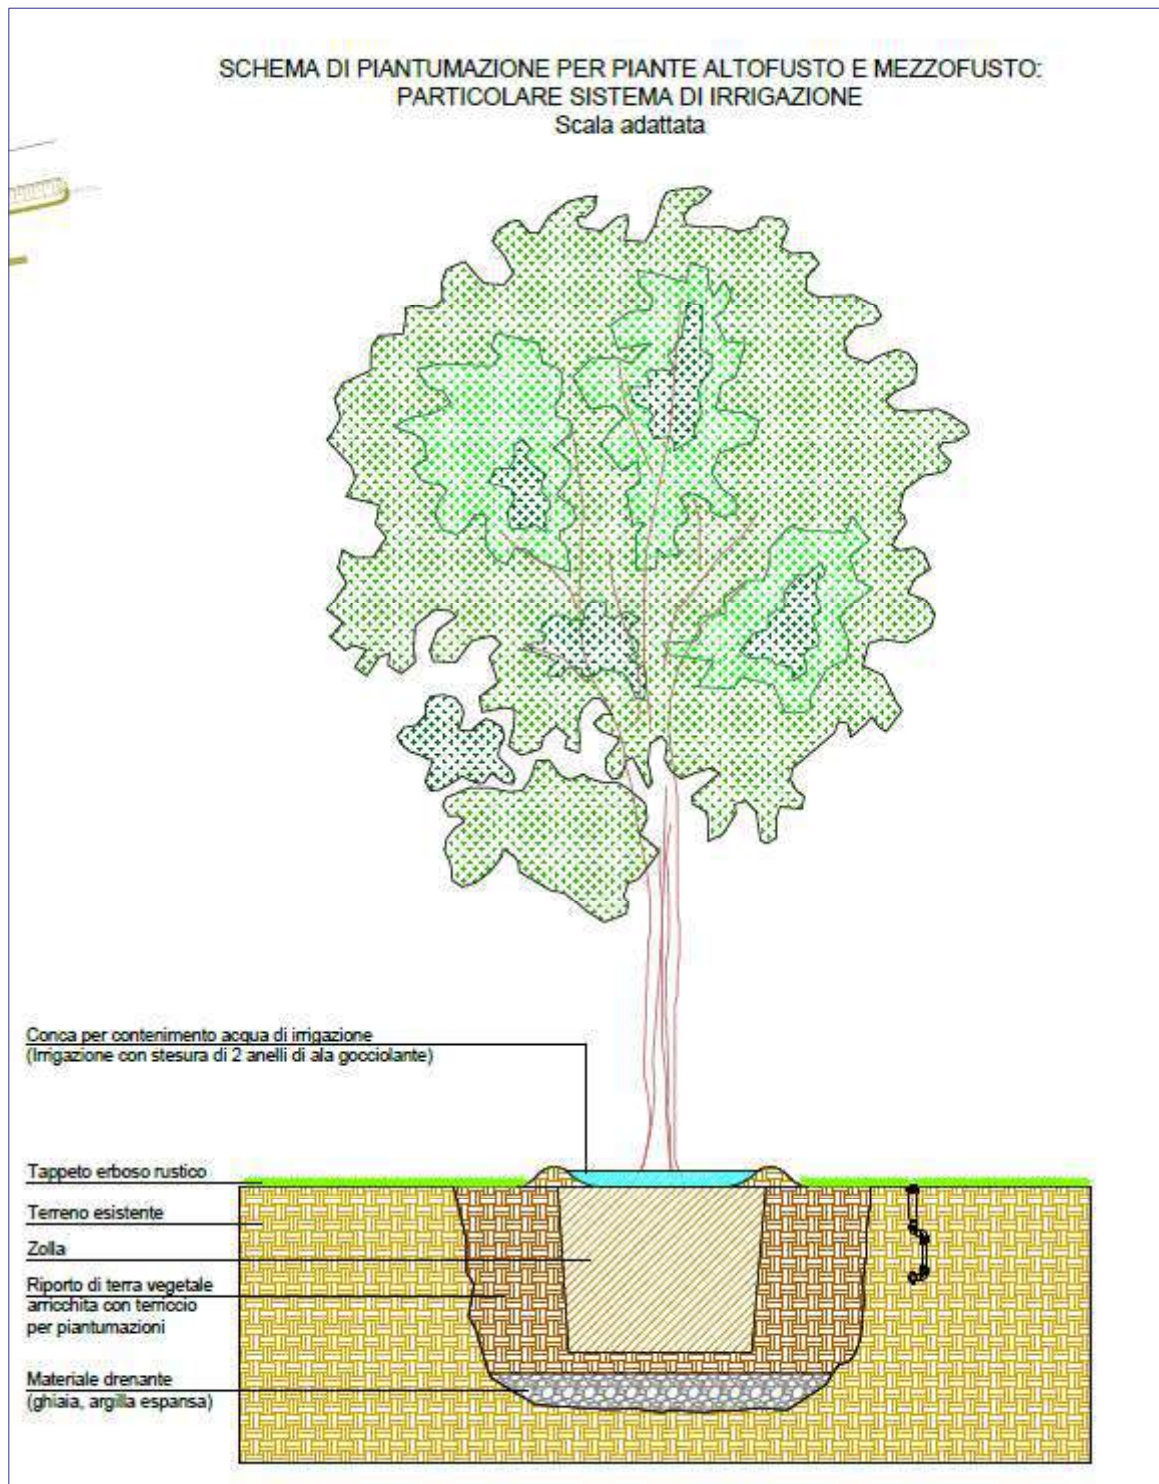 SCHEMA DI PIANTUMAZIONE PER PIANTE ALTOFUSTO E MEZZOFUSTO:
PARTICOLARE SISTEMA DI IRRIGAZIONE
Scala adattata
Conca per contenimento acqua di irrigazione
(Irrigazione con stesura di 2 anelli di ala gocciolante)
Tappeto erboso rustico
Terreno esistente
Zolla
Riporto di terra vegetale
arricchita con terriccio
per piantumazioni
Materiale drenante
(ghiaia, argilla espansa)